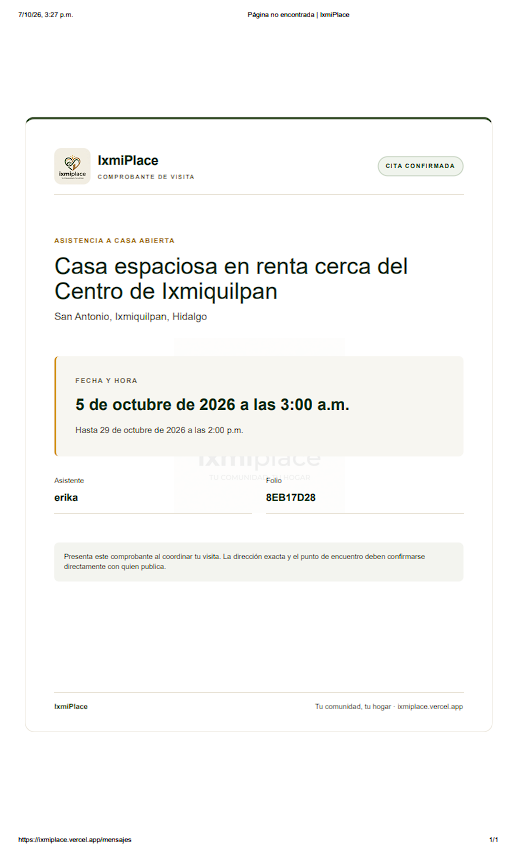 7/10/26, 3:27 p.m.
Página no encontrada | IxmiPlace
ixmiplace
IxmiPlace
COMPROBANTE DE VISITA
CITA CONFIRMADA
ASISTENCIA A CASA ABIERTA
Casa espaciosa en renta cerca del
Centro de Ixmiquilpan
San Antonio, Ixmiquilpan, Hidalgo
FECHA Y HORA
5 de octubre de 2026 a las 3:00 a.m.
Hasta 29 de octubre de 2026 a las 2:00 p.m.
ixmiplace
Asistente
Folio
erika
8EB17D28
Presenta este comprobante al coordinar tu visita. La dirección exacta y el punto de encuentro deben confirmarse
directamente con quien publica.
IxmiPlace
Tu comunidad, tu hogar · ixmiplace.vercel.app
https://ixmiplace.vercel.app/mensajes
1/1